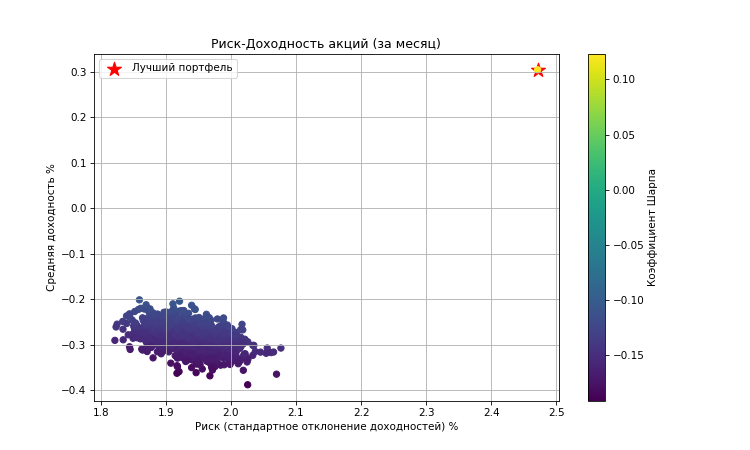 Риск-Доходность акций (за месяц)
Лучший портфель
Средняя доходность %
0.3
0.2
0.1
0.0
−0.1
−0.2
−0.3
−0.4
1.8 1.9 2.0 2.1 2.2 2.3 2.4 2.5
Риск (стандартное отклонение доходностей) %
0.10
0.05
0.00
−0.05
−0.10
−0.15
Коэффициент Шарпа